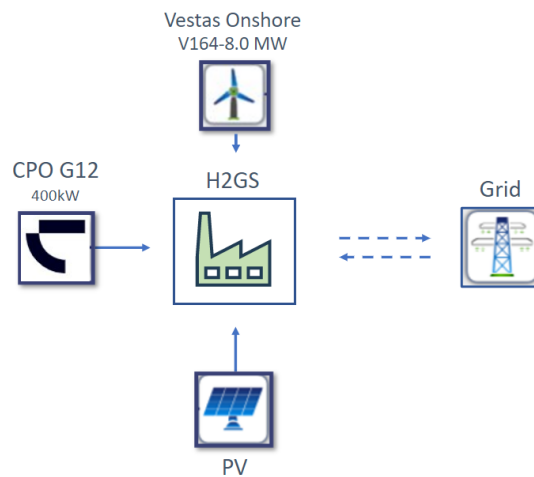 Vestas Onshore
V164-8.0 MW
CPO G12
400kW
H2GS
Grid
PV